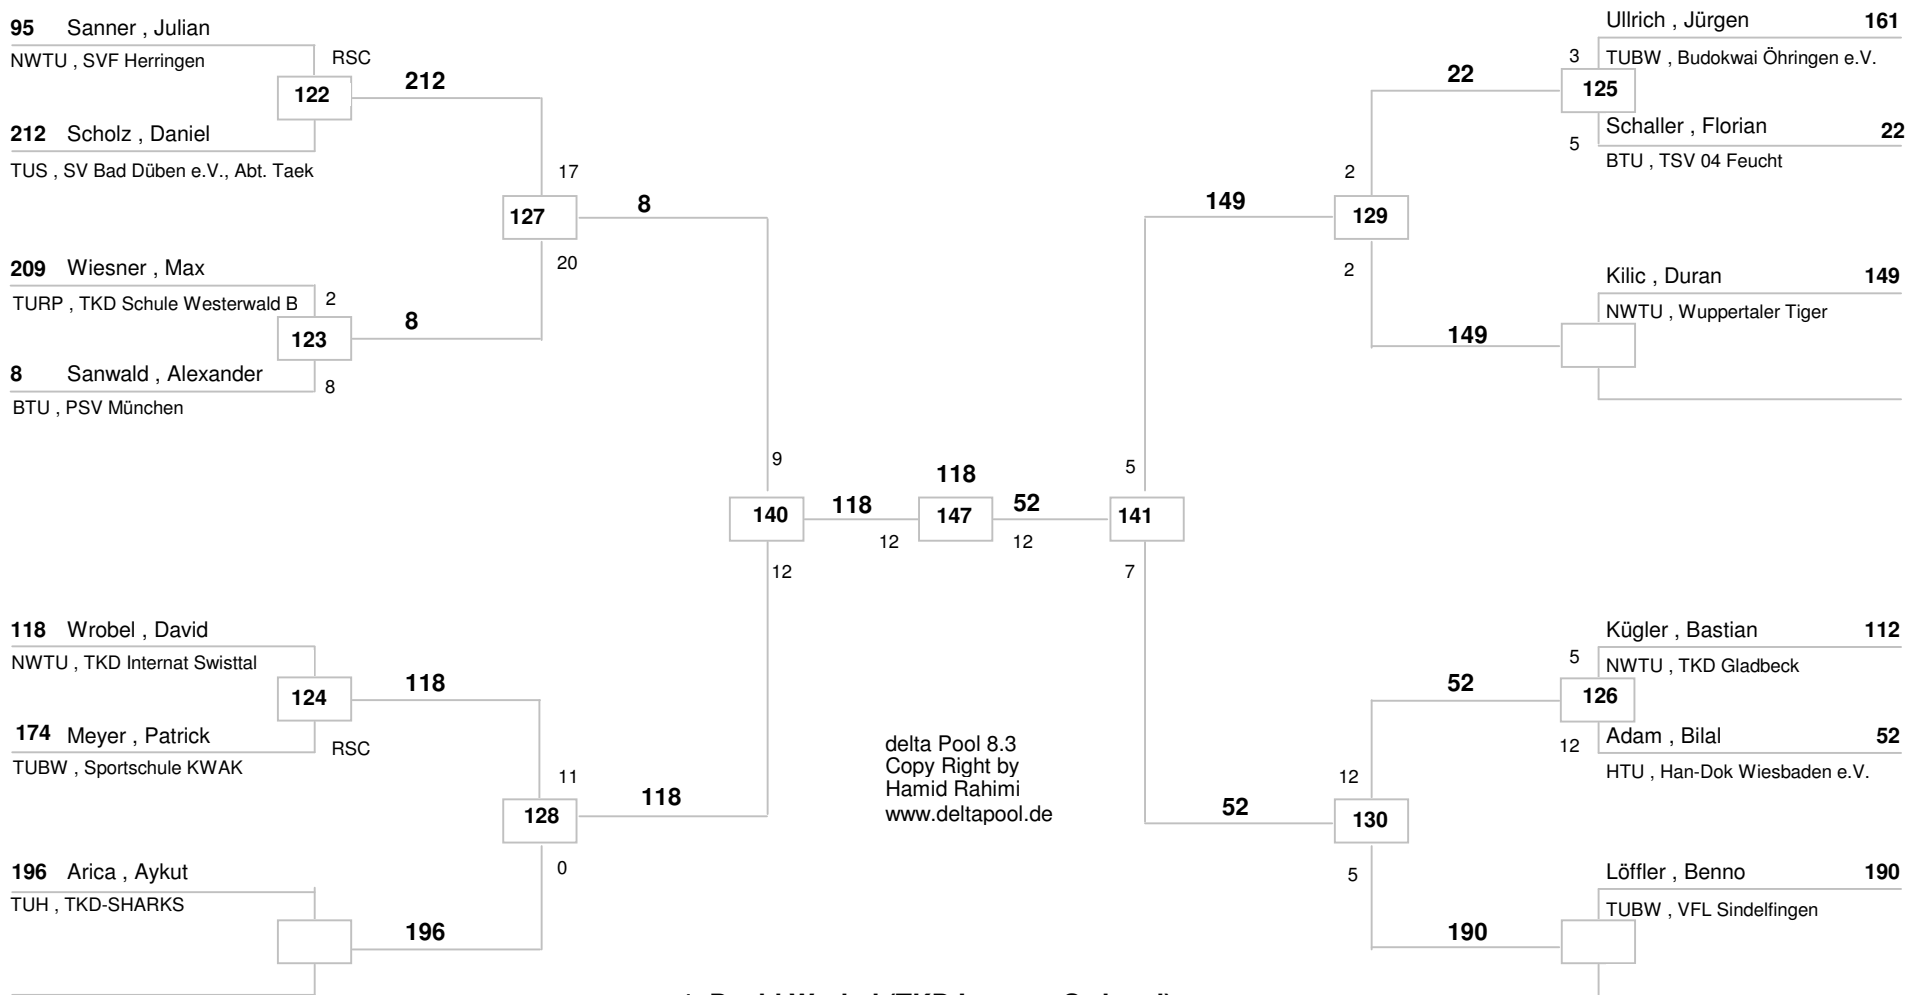 95 Sanner , Julian
NWTU , SVF Herringen
RSC
122
212
212 Scholz , Daniel
TUS , SV Bad Düben e.V., Abt. Taek
17
127
8
20
209 Wiesner , Max
TURP , TKD Schule Westerwald B
2
123
8
8 Sanwald , Alexander
8
BTU , PSV München
9
140
118
12
12
118 Wrobel , David
NWTU , TKD Internat Swisttal
124
118
174 Meyer , Patrick
RSC
TUBW , Sportschule KWAK
11
128
118
0
196 Arica , Aykut
TUH , TKD-SHARKS
196
118
147
52
12
delta Pool 8.3
Copy Right by
Hamid Rahimi
www.deltapool.de
Ullrich , Jürgen 161
3
TUBW , Budokwai Öhringen e.V.
22
125
Schaller , Florian 22
5
BTU , TSV 04 Feucht
2
149
129
2
Kilic , Duran 149
NWTU , Wuppertaler Tiger
149
5
141
7
Kügler , Bastian 112
5
NWTU , TKD Gladbeck
52
126
Adam , Bilal 52
12
HTU , Han-Dok Wiesbaden e.V.
12
52
130
5
Löffler , Benno 190
TUBW , VFL Sindelfingen
190